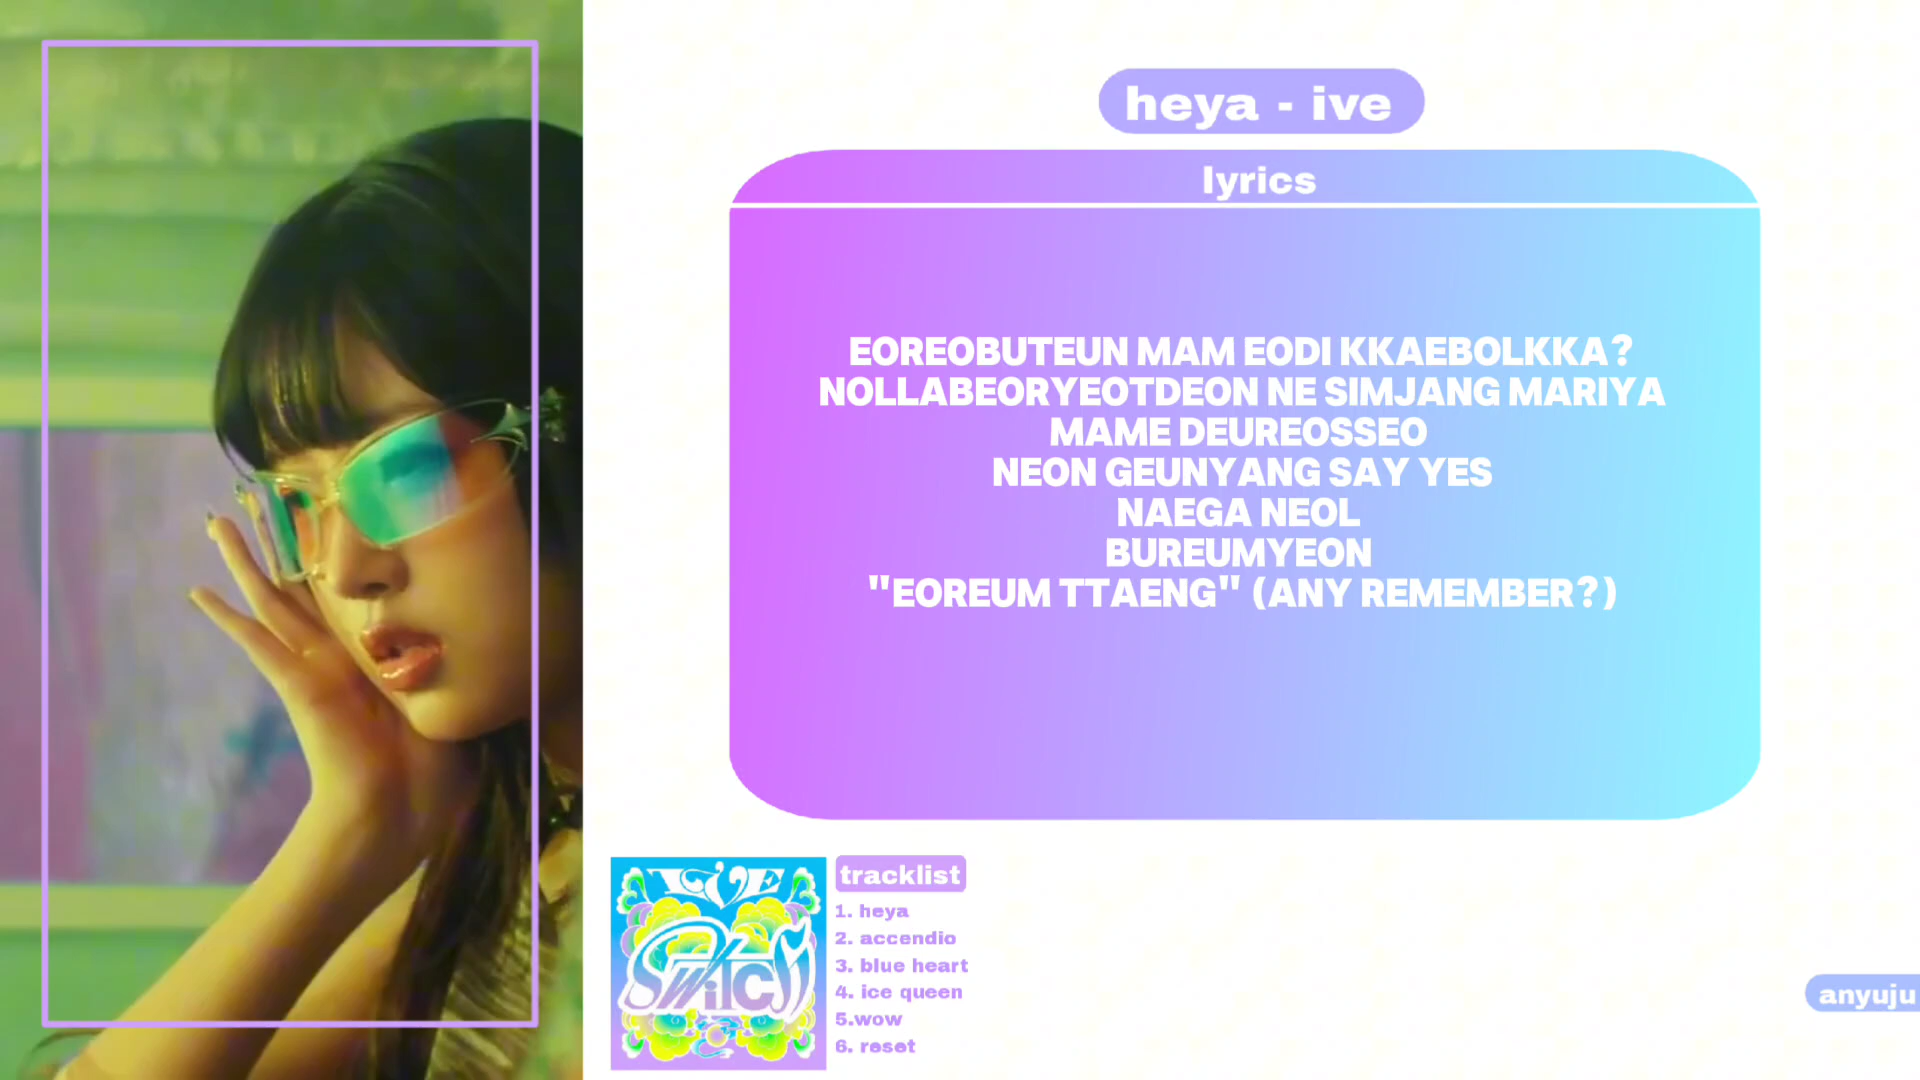 heya - ive
lyrics
EOREOBUTEUN MAM EODI KKAEBOLKKA?
NOLLABEORYEOTDEON NE SIMJANG MARIYA
MAME DEUREOSSEO
NEON GEUNYANG SAY YES
NAEGA NEOL
BUREUMYEON
"EOREUM TTAENG" (ANY REMEMBER?)
IVE
SWITCH
tracklist
1. heya
2. accendio
3. blue heart
4. ice queen
5.wow
6. reset
anyuju